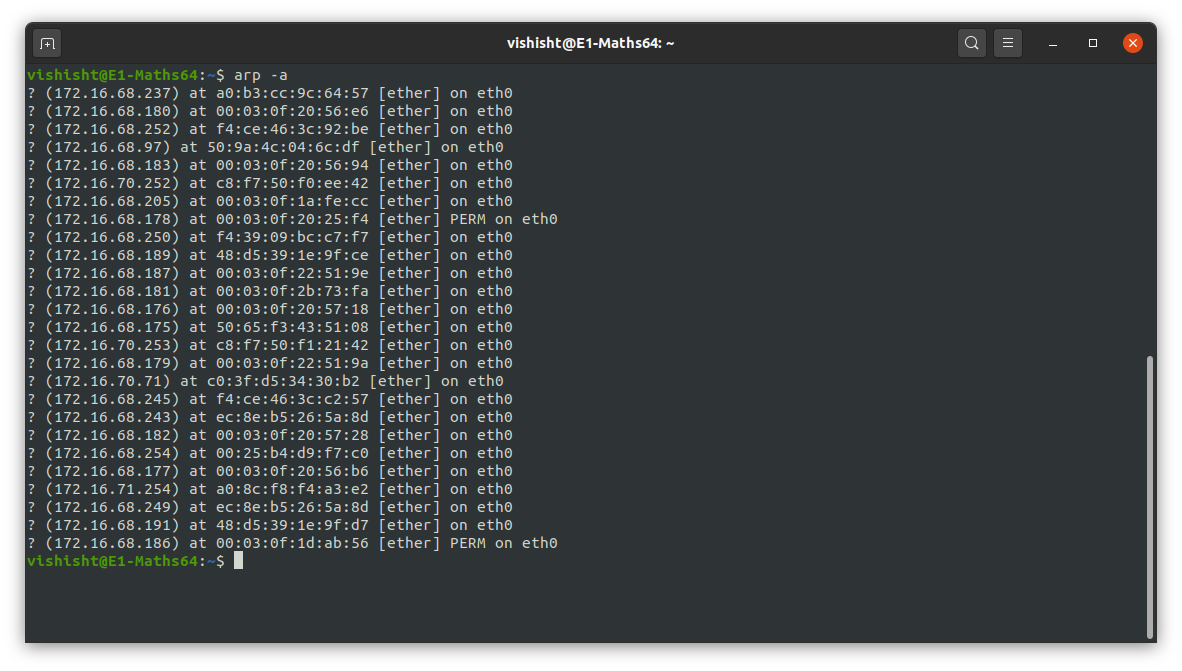 vishisht@E1-Maths64: ~
vishisht@E1-Maths64:~$ arp -a
? (172.16.68.237) at a0:b3:cc:9c:64:57 [ether] on eth0
? (172.16.68.180) at 00:03:0f:20:56:e6 [ether] on eth0
? (172.16.68.252) at f4:ce:46:3c:92:be [ether] on eth0
? (172.16.68.97) at 50:9a:4c:04:6c:df [ether] on eth0
? (172.16.68.183) at 00:03:0f:20:56:94 [ether] on eth0
? (172.16.70.252) at c8:f7:50:f0:ee:42 [ether] on eth0
? (172.16.68.205) at 00:03:0f:1a:fe:cc [ether] on eth0
? (172.16.68.178) at 00:03:0f:20:25:f4 [ether] PERM on eth0
? (172.16.68.250) at f4:39:09:bc:c7:f7 [ether] on eth0
? (172.16.68.189) at 48:d5:39:1e:9f:ce [ether] on eth0
? (172.16.68.187) at 00:03:0f:22:51:9e [ether] on eth0
? (172.16.68.181) at 00:03:0f:2b:73:fa [ether] on eth0
? (172.16.68.176) at 00:03:0f:20:57:18 [ether] on eth0
? (172.16.68.175) at 50:65:f3:43:51:08 [ether] on eth0
? (172.16.70.253) at c8:f7:50:f1:21:42 [ether] on eth0
? (172.16.68.179) at 00:03:0f:22:51:9a [ether] on eth0
? (172.16.70.71) at c0:3f:d5:34:30:b2 [ether] on eth0
? (172.16.68.245) at f4:ce:46:3c:c2:57 [ether] on eth0
? (172.16.68.243) at ec:8e:b5:26:5a:8d [ether] on eth0
? (172.16.68.182) at 00:03:0f:20:57:28 [ether] on eth0
? (172.16.68.254) at 00:25:b4:d9:f7:c0 [ether] on eth0
? (172.16.68.177) at 00:03:0f:20:56:b6 [ether] on eth0
? (172.16.71.254) at a0:8c:f8:f4:a3:e2 [ether] on eth0
? (172.16.68.249) at ec:8e:b5:26:5a:8d [ether] on eth0
? (172.16.68.191) at 48:d5:39:1e:9f:d7 [ether] on eth0
? (172.16.68.186) at 00:03:0f:1d:ab:56 [ether] PERM on eth0
vishisht@E1-Maths64:~$